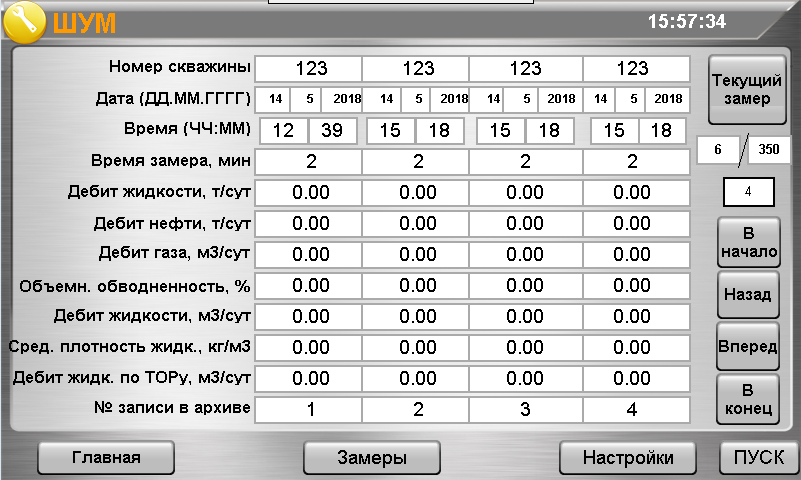 ШУМ 15:57:34
Номер скважины 123 123 123 123
Дата (ДД.ММ.ГГГГ) 14 5 2018 14 5 2018 14 5 2018 14 5 2018
Время (ЧЧ:ММ) 12 39 15 18 15 18 15 18
Время замера, мин 2 2 2 2
Дебит жидкости, т/сут 0.00 0.00 0.00 0.00
Дебит нефти, т/сут 0.00 0.00 0.00 0.00
Дебит газа, м3/сут 0.00 0.00 0.00 0.00
Объемн. обводненность, % 0.00 0.00 0.00 0.00
Дебит жидкости, м3/сут 0.00 0.00 0.00 0.00
Сред. плотность жидк., кг/м3 0.00 0.00 0.00 0.00
Дебит жидк. по ТОРу, м3/сут 0.00 0.00 0.00 0.00
№ записи в архиве 1 2 3 4
Текущий
замер
6 / 350
4
В
начало
Назад
Вперед
В
конец
Главная Замеры Настройки ПУСК